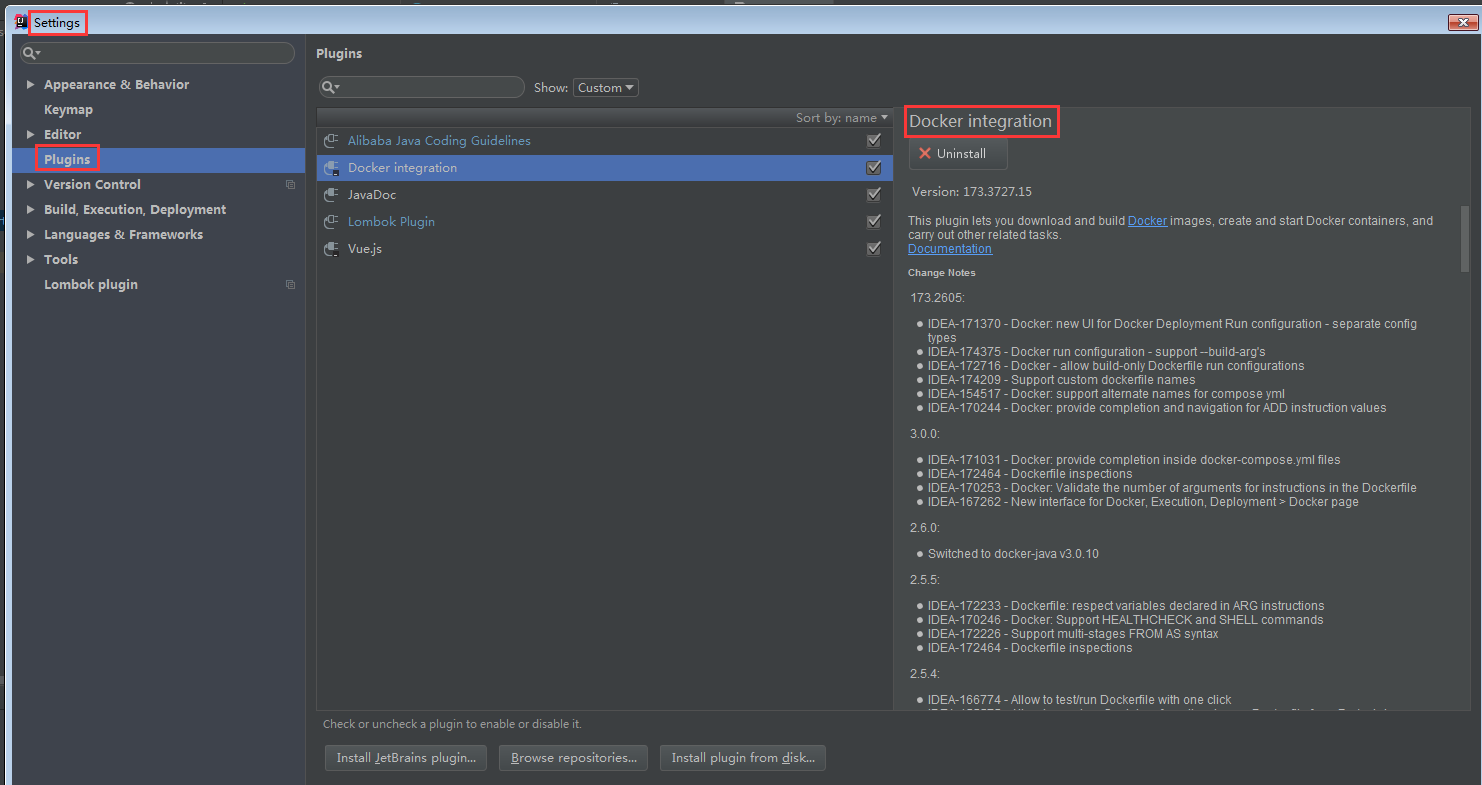 Settings
Appearance & Behavior
Keymap
Editor
Plugins
Version Control
Build, Execution, Deployment
Languages & Frameworks
Tools
Lombok plugin
Plugins
Show: Custom
Sort by: name
Alibaba Java Coding Guidelines
Docker integration
JavaDoc
Lombok Plugin
Vue.js
Check or uncheck a plugin to enable or disable it.
Install JetBrains plugin...
Browse repositories...
Install plugin from disk...
Docker integration
Uninstall
Version: 173.3727.15
This plugin lets you download and build Docker images, create and start Docker containers, and
carry out other related tasks.
Documentation
Change Notes
173.2605:
IDEA-171370 - Docker: new UI for Docker Deployment Run configuration - separate config
types
IDEA-174375 - Docker run configuration - support --build-arg's
IDEA-172716 - Docker - allow build-only Dockerfile run configurations
IDEA-174209 - Support custom dockerfile names
IDEA-154517 - Docker: support alternate names for compose yml
IDEA-170244 - Docker: provide completion and navigation for ADD instruction values
3.0.0:
IDEA-171031 - Docker: provide completion inside docker-compose.yml files
IDEA-172464 - Dockerfile inspections
IDEA-170253 - Docker: Validate the number of arguments for instructions in the Dockerfile
IDEA-167262 - New interface for Docker, Execution, Deployment > Docker page
2.6.0:
Switched to docker-java v3.0.10
2.5.5:
IDEA-172233 - Dockerfile: respect variables declared in ARG instructions
IDEA-170246 - Docker: Support HEALTHCHECK and SHELL commands
IDEA-172226 - Support multi-stages FROM AS syntax
IDEA-172464 - Dockerfile inspections
2.5.4:
IDEA-166774 - Allow to test/run Dockerfile with one click